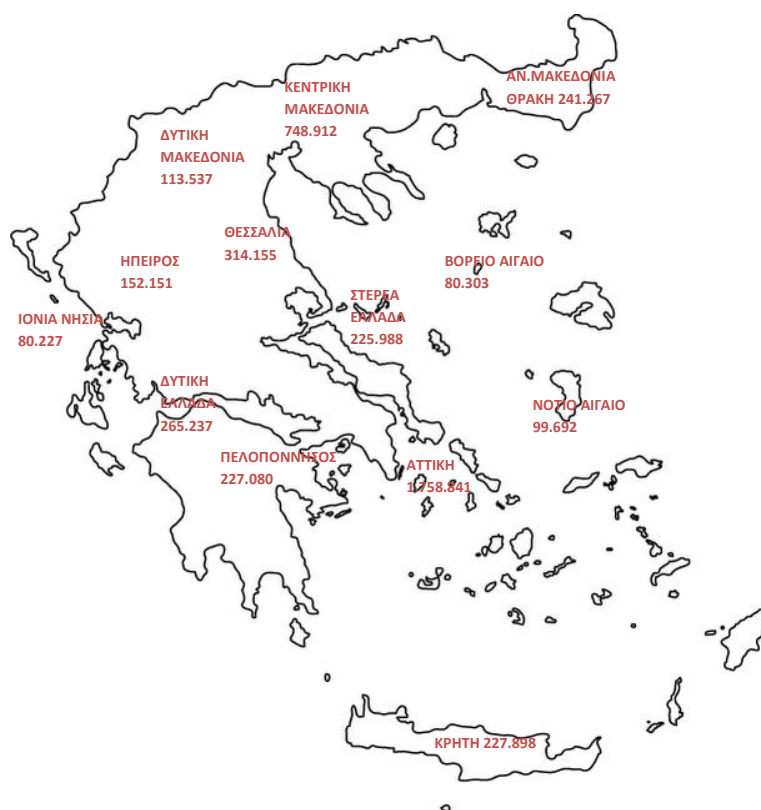 ΑΝ.ΜΑΚΕΔΟΝΙΑ
ΘΡΑΚΗ 241.267
ΚΕΝΤΡΙΚΗ
ΜΑΚΕΔΟΝΙΑ
748.912
ΔΥΤΙΚΗ
ΜΑΚΕΔΟΝΙΑ
113.537
ΘΕΣΣΑΛΙΑ
314.155
ΗΠΕΙΡΟΣ
152.151
ΒΟΡΕΙΟ ΑΙΓΑΙΟ
80.303
ΣΤΕΡΕΑ
ΕΛΛΑΔΑ
225.988
ΙΟΝΙΑ ΝΗΣΙΑ
80.227
ΔΥΤΙΚΗ
ΕΛΛΑΔΑ
265.237
ΝΟΤΙΟ ΑΙΓΑΙΟ
99.692
ΠΕΛΟΠΟΝΝΗΣΟΣ
227.080
ΑΤΤΙΚΗ
1.758.841
ΚΡΗΤΗ 227.898